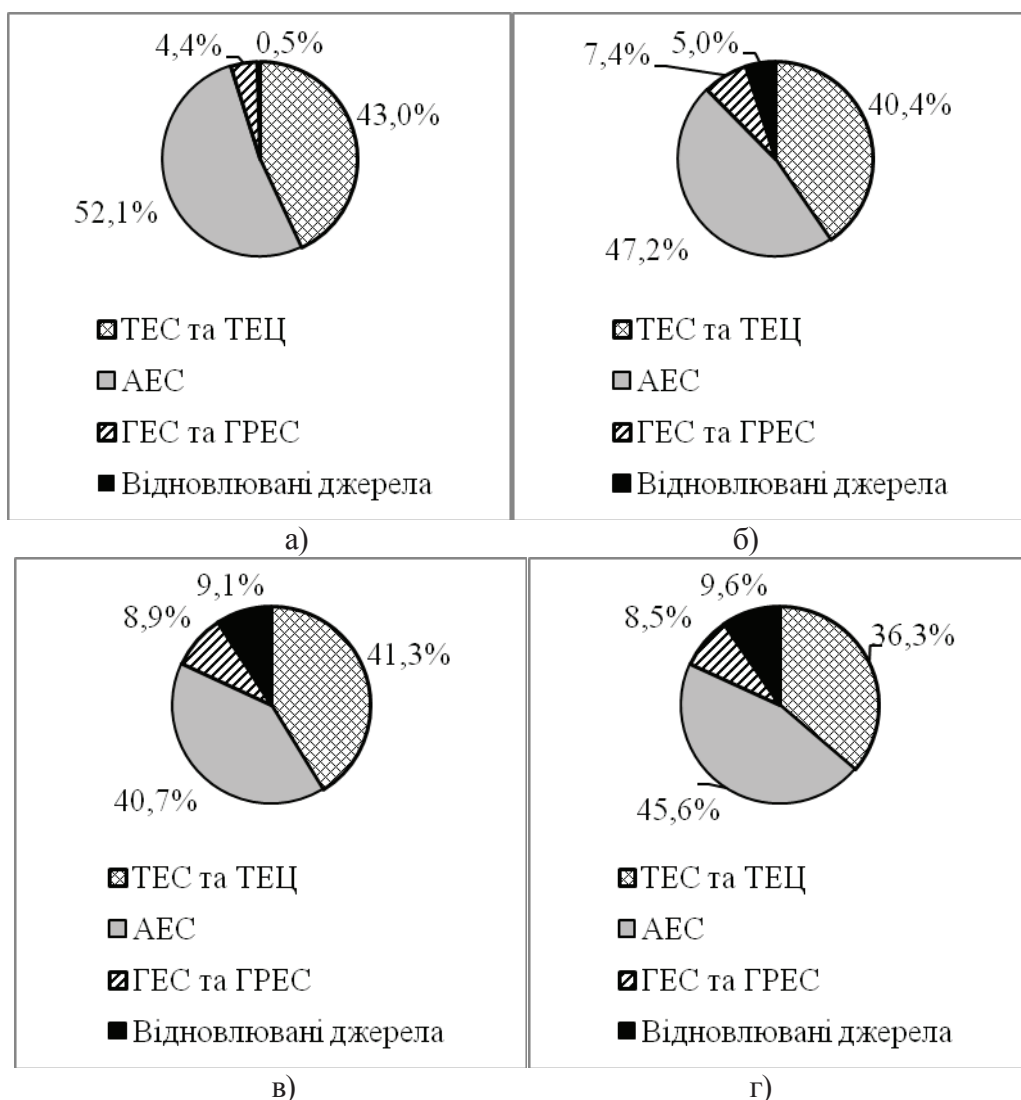 4,4%
0,5%
43,0%
52,1%
ТЕС та ТЕЦ
АЕС
ГЕС та ГРЕС
Відновлювані джерела
а)
7,4%
5,0%
40,4%
47,2%
ТЕС та ТЕЦ
АЕС
ГЕС та ГРЕС
Відновлювані джерела
б)
9,1%
8,9%
41,3%
40,7%
ТЕС та ТЕЦ
АЕС
ГЕС та ГРЕС
Відновлювані джерела
в)
9,6%
8,5%
36,3%
45,6%
ТЕС та ТЕЦ
АЕС
ГЕС та ГРЕС
Відновлювані джерела
г)